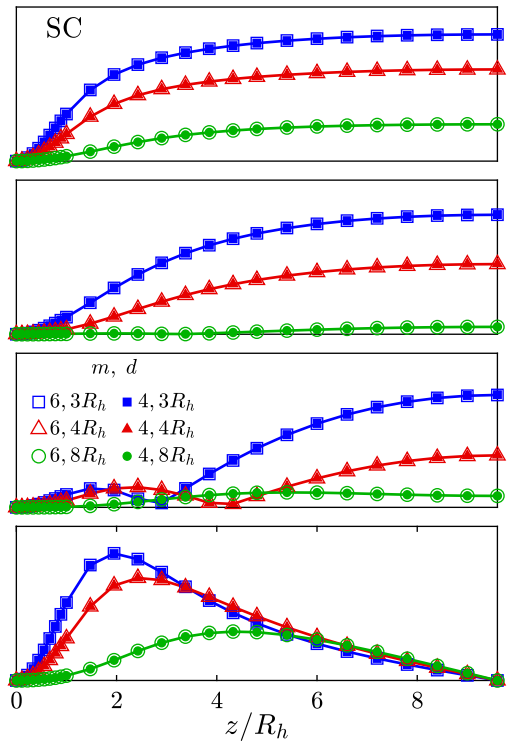 SC
m, d
6, 3R_h 4, 3R_h
6, 4R_h 4, 4R_h
6, 8R_h 4, 8R_h
0 2 4 6 8
z/R_h